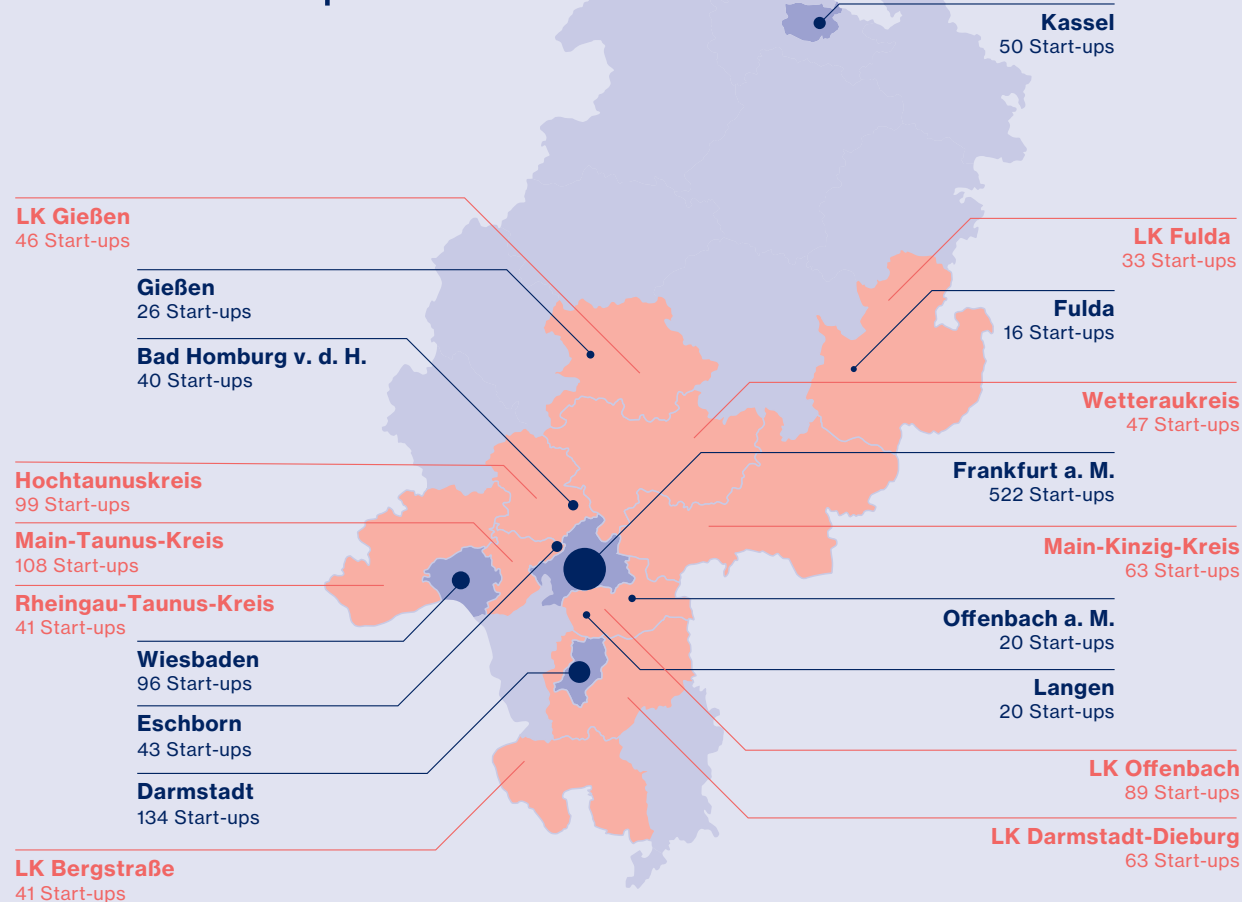 Kassel
50 Start-ups
LK Gießen
46 Start-ups
LK Fulda
33 Start-ups
Gießen
26 Start-ups
Fulda
16 Start-ups
Bad Homburg v. d. H.
40 Start-ups
Wetteraukreis
47 Start-ups
Frankfurt a. M.
522 Start-ups
Hochtaunuskreis
99 Start-ups
Main-Taunus-Kreis
108 Start-ups
Main-Kinzig-Kreis
63 Start-ups
Rheingau-Taunus-Kreis
41 Start-ups
Offenbach a. M.
20 Start-ups
Wiesbaden
96 Start-ups
Langen
20 Start-ups
Eschborn
43 Start-ups
LK Offenbach
89 Start-ups
Darmstadt
134 Start-ups
LK Darmstadt-Dieburg
63 Start-ups
LK Bergstraße
41 Start-ups